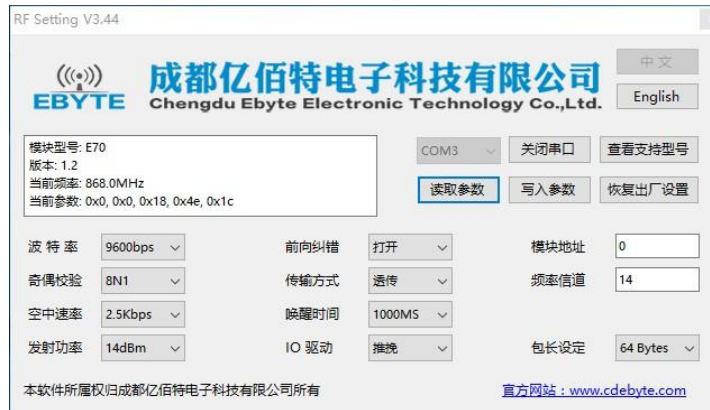 RF Setting V3.44
EBYTE
成都亿佰特电子科技有限公司
Chengdu Ebyte Electronic Technology Co.,Ltd.
中文
English
模块型号: E70
版本: 1.2
当前频率: 868.0MHz
当前参数: 0x0, 0x0, 0x18, 0x4e, 0x1c
COM3 关闭串口 查看支持型号
读取参数 写入参数 恢复出厂设置
波特率 9600bps 前向纠错 打开 模块地址 0
奇偶校验 8N1 传输方式 透传 频率信道 14
空中速率 2.5Kbps 唤醒时间 1000MS
发射功率 14dBm IO 驱动 推挽 包长设定 64 Bytes
本软件所属权归成都亿佰特电子科技有限公司所有 官方网站：www.cdebyte.com